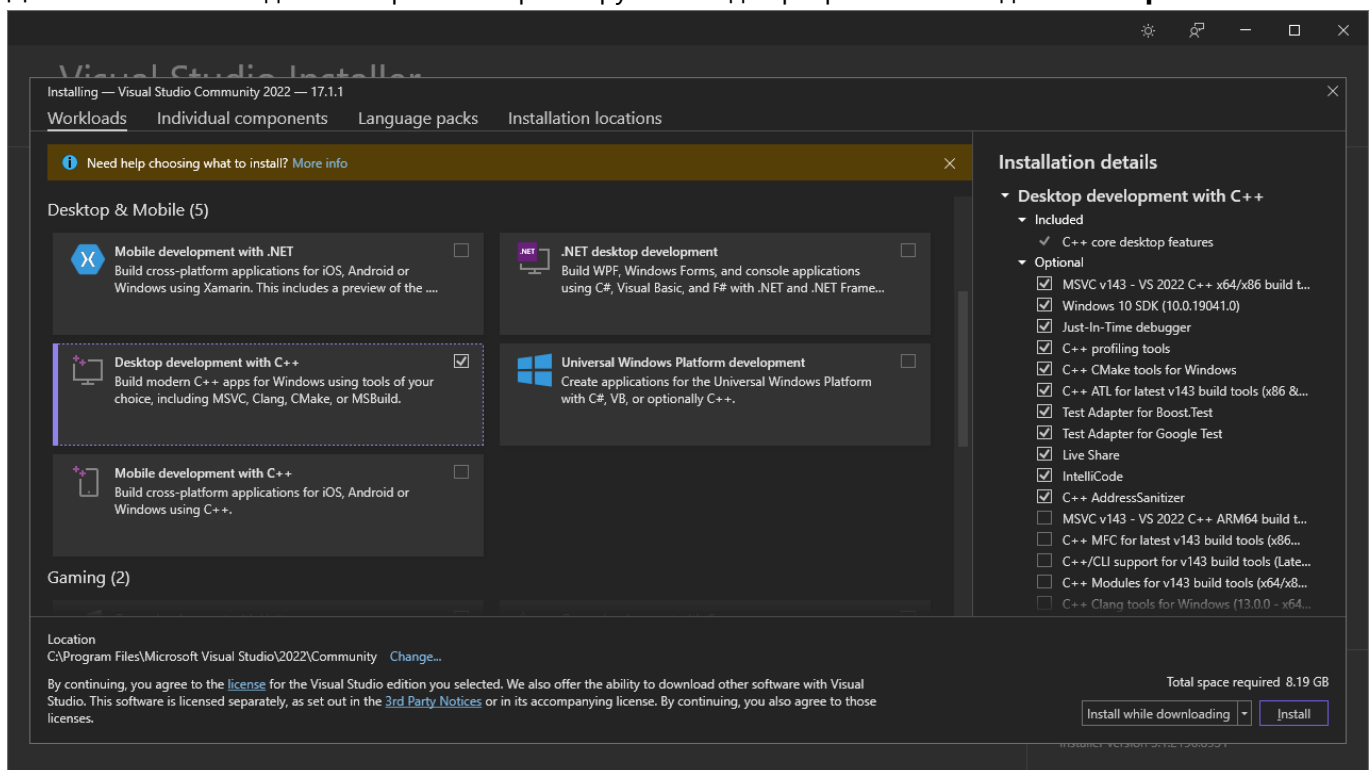 Visual Studio Installer
Installing — Visual Studio Community 2022 — 17.1.1
Workloads Individual components Language packs Installation locations
Need help choosing what to install? More info
Desktop & Mobile (5)
Mobile development with .NET
Build cross-platform applications for iOS, Android or
Windows using Xamarin. This includes a preview of the ....
.NET
.NET desktop development
Build WPF, Windows Forms, and console applications
using C#, Visual Basic, and F# with .NET and .NET Frame...
Desktop development with C++
Build modern C++ apps for Windows using tools of your
choice, including MSVC, Clang, CMake, or MSBuild.
Universal Windows Platform development
Create applications for the Universal Windows Platform
with C#, VB, or optionally C++.
Mobile development with C++
Build cross-platform applications for iOS, Android or
Windows using C++.
Gaming (2)
Installation details
Desktop development with C++
Included
C++ core desktop features
Optional
MSVC v143 - VS 2022 C++ x64/x86 build t...
Windows 10 SDK (10.0.19041.0)
Just-In-Time debugger
C++ profiling tools
C++ CMake tools for Windows
C++ ATL for latest v143 build tools (x86 &...
Test Adapter for Boost.Test
Test Adapter for Google Test
Live Share
IntelliCode
C++ AddressSanitizer
MSVC v143 - VS 2022 C++ ARM64 build t...
C++ MFC for latest v143 build tools (x86...
C++/CLI support for v143 build tools (Late...
C++ Modules for v143 build tools (x64/x8...
C++ Clang tools for Windows (13.0.0 - x64...
Location
C:\Program Files\Microsoft Visual Studio\2022\Community Change...
By continuing, you agree to the license for the Visual Studio edition you selected. We also offer the ability to download other software with Visual
Studio. This software is licensed separately, as set out in the 3rd Party Notices or in its accompanying license. By continuing, you also agree to those
licenses.
Total space required 8.19 GB
Install while downloading Install